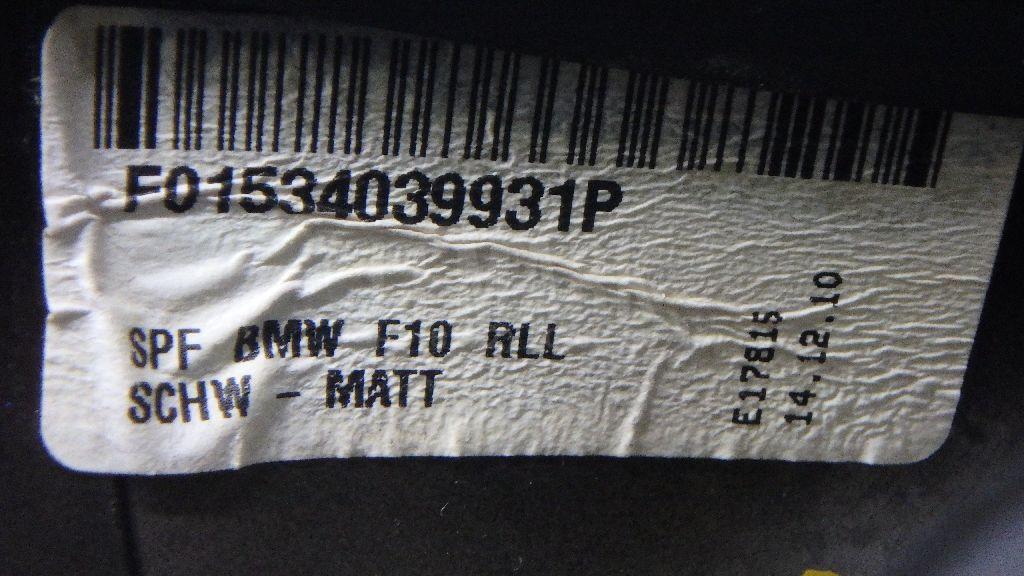 F01534039931P
SPF BMW F10 RLL
SCHW - MATT
E17815
14.12.10